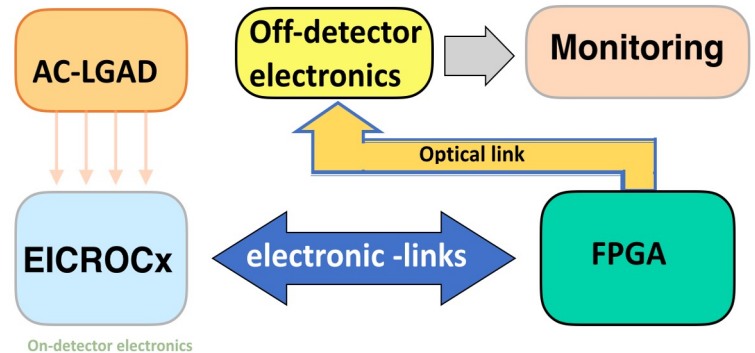 AC-LGAD
Off-detector
electronics
Monitoring
Optical link
EICROCx
electronic -links
FPGA
On-detector electronics